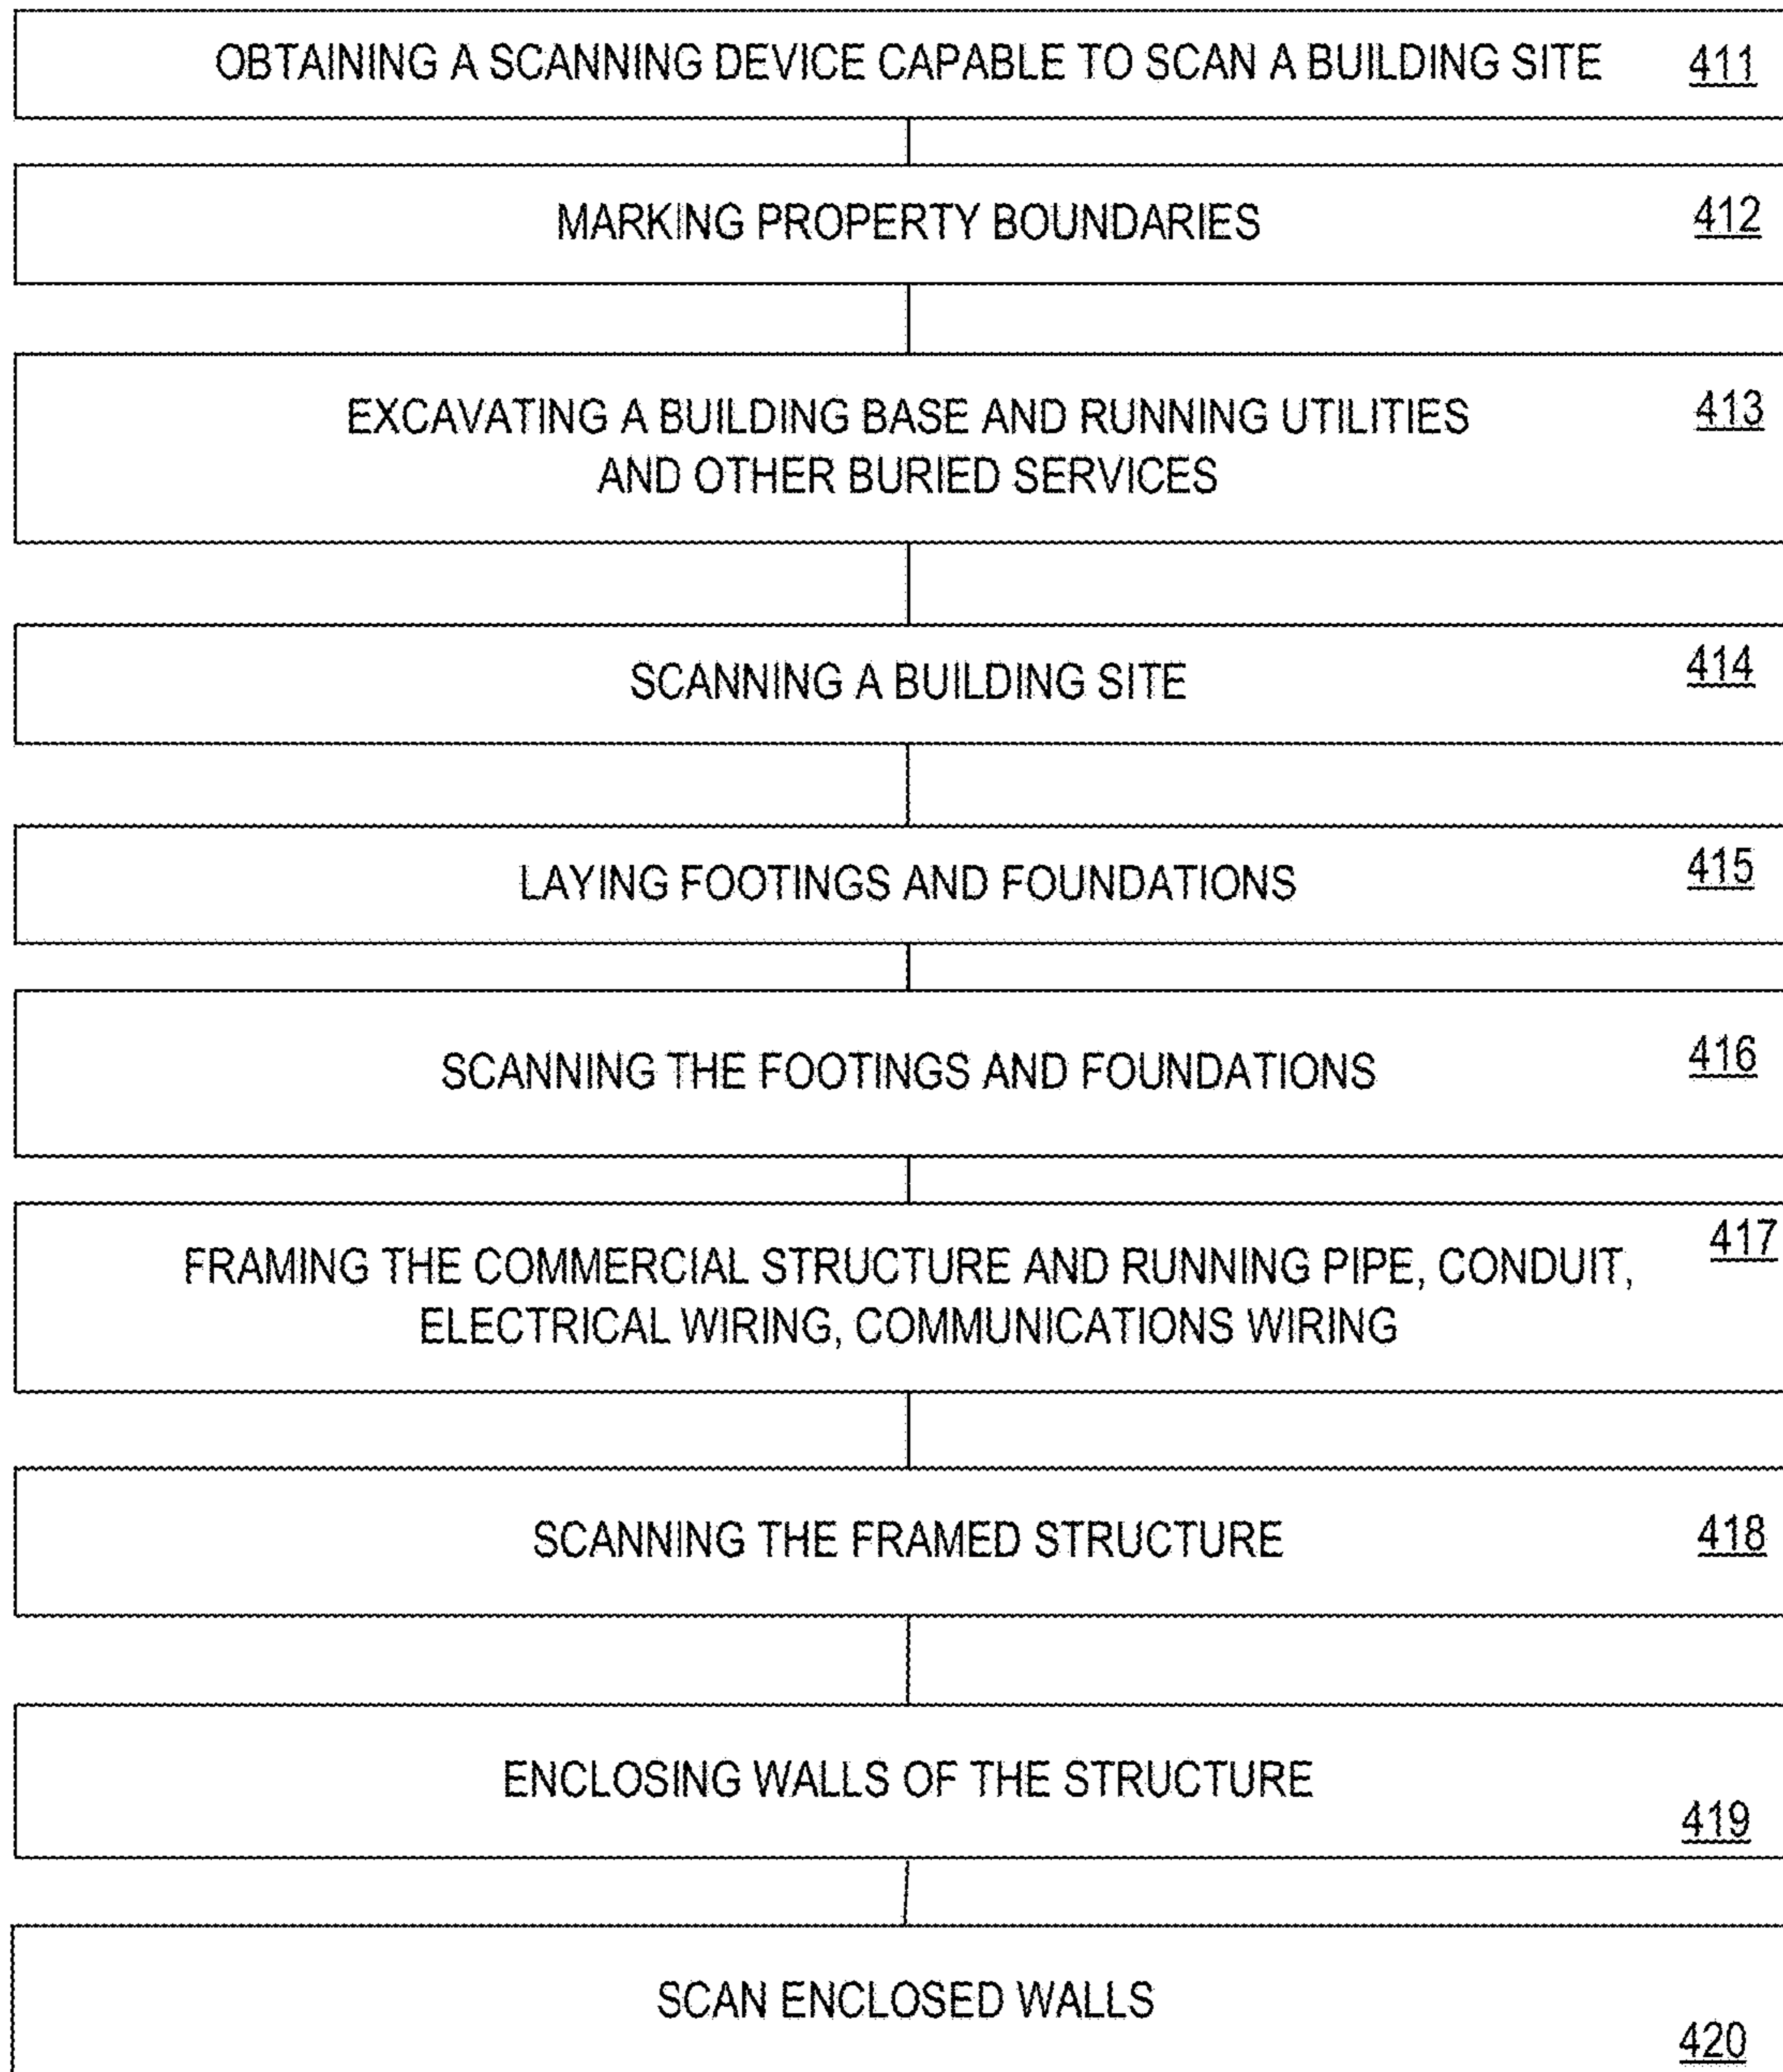 OBTAINING A SCANNING DEVICE CAPABLE TO SCAN A BUILDING SITE 411
MARKING PROPERTY BOUNDARIES 412
EXCAVATING A BUILDING BASE AND RUNNING UTILITIES 413
AND OTHER BURIED SERVICES
SCANNING A BUILDING SITE 414
LAYING FOOTINGS AND FOUNDATIONS 415
SCANNING THE FOOTINGS AND FOUNDATIONS 416
FRAMING THE COMMERCIAL STRUCTURE AND RUNNING PIPE, CONDUIT, 417
ELECTRICAL WIRING, COMMUNICATIONS WIRING
SCANNING THE FRAMED STRUCTURE 418
ENCLOSING WALLS OF THE STRUCTURE
419
SCAN ENCLOSED WALLS
420